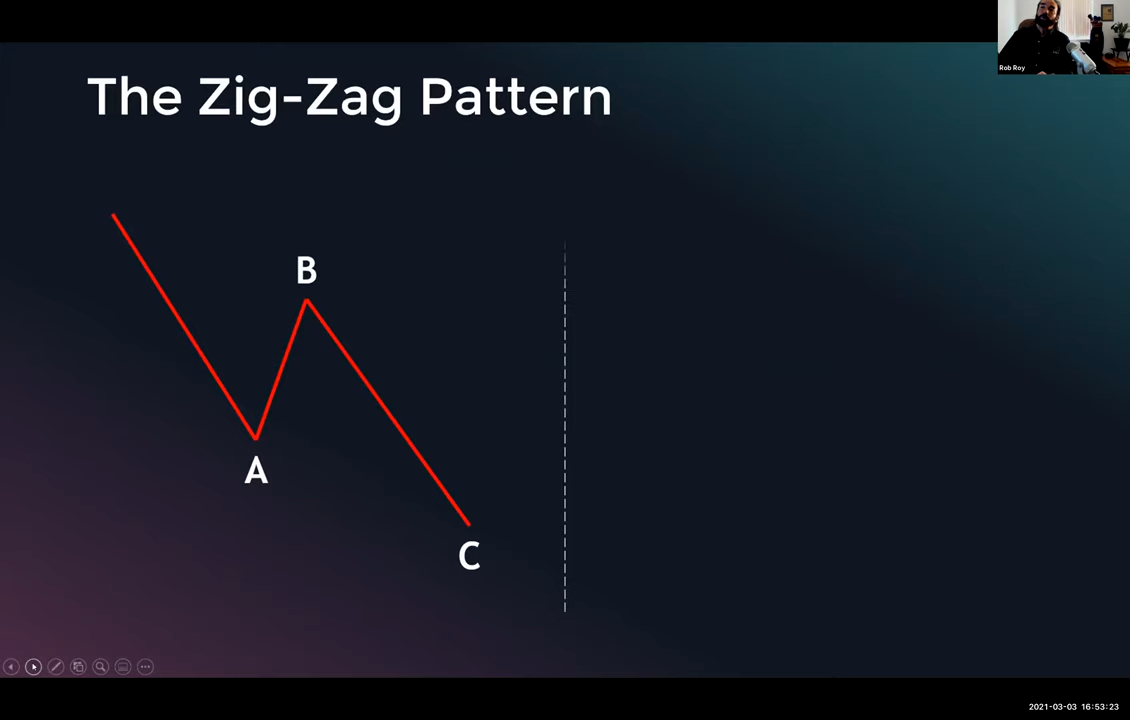 Rob Roy
The Zig-Zag Pattern
B
A
C
2021-03-03 16:53:23